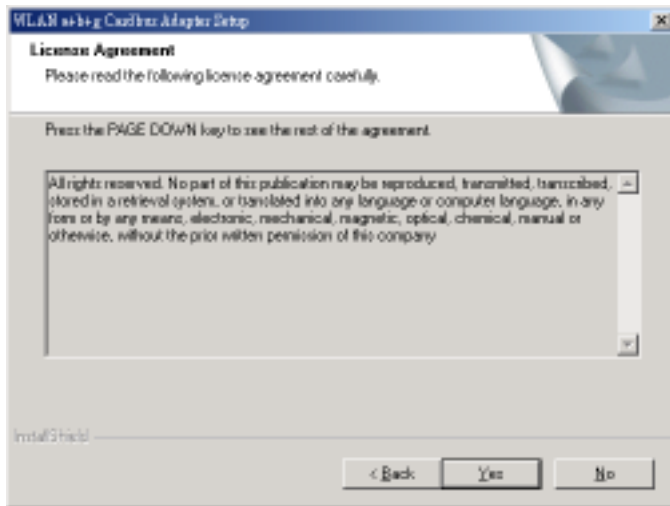 WLAN a+b+g Cardbus Adapter Setup
License Agreement
Please read the following license agreement carefully.
Press the PAGE DOWN key to see the rest of the agreement.
All rights reserved. No part of this publication may be reproduced, transmitted, transcribed,
stored in a retrieval system, or translated into any language or computer language, in any
form or by any means, electronic, mechanical, magnetic, optical, chemical, manual or
otherwise, without the prior written permission of this company
InstallShield
< Back
Yes
No